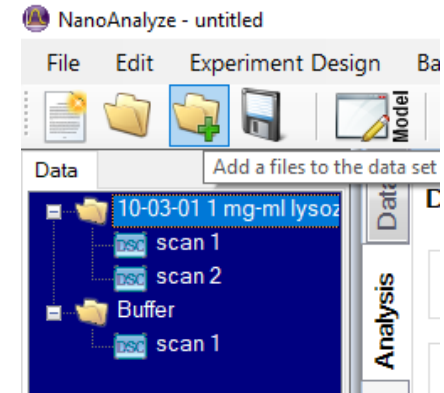 NanoAnalyze - untitled
File Edit Experiment Design Ba
Model
Data Add a files to the data set
10-03-01 1 mg-ml lysoz
DSC scan 1
DSC scan 2
Buffer
DSC scan 1
Data
D
Analysis